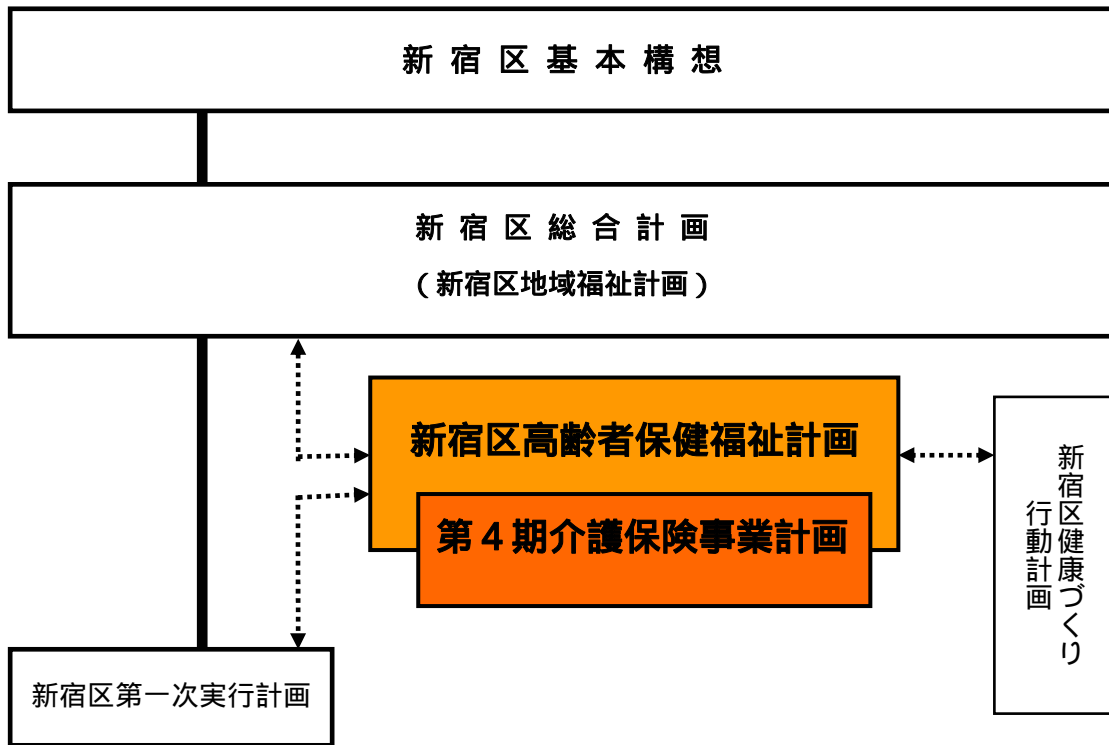 新宿区基本構想
新宿区総合計画
（新宿区地域福祉計画）
新宿区高齢者保健福祉計画
第４期介護保険事業計画
新宿区健康づくり
行動計画
新宿区第一次実行計画